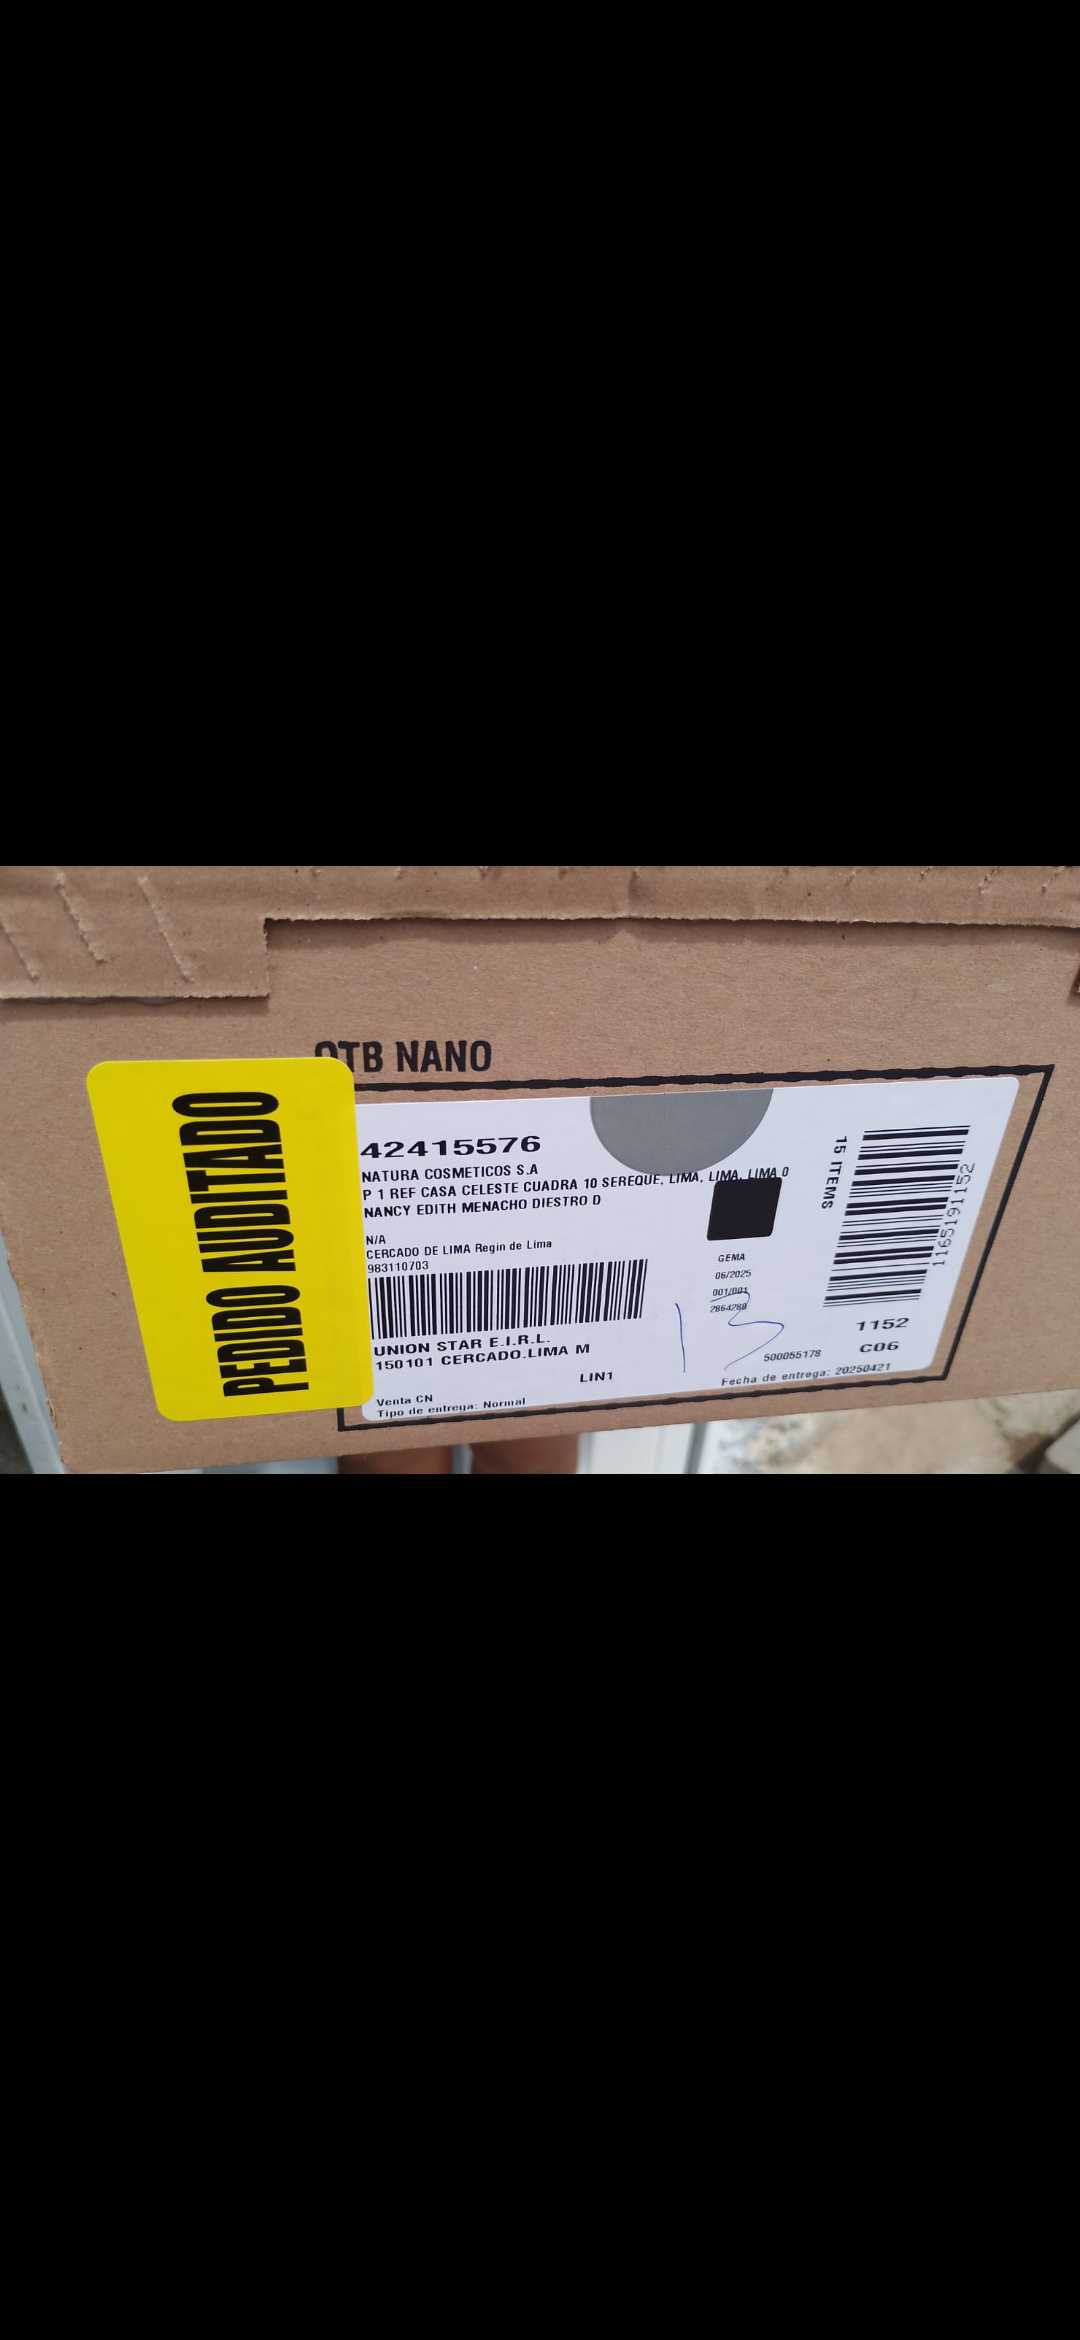 OTB NANO
PEDIDO AUDITADO
42415576
NATURA COSMETICOS S.A
P 1 REF CASA CELESTE CUADRA 10 SEREQUE, LIMA, LIMA, LIMA 0
NANCY EDITH MENACHO DIESTRO D
N/A
CERCADO DE LIMA Regin de Lima
983110703
UNION STAR E.I.R.L.
150101 CERCADO.LIMA M
LIN1
Venta CN
Tipo de entrega: Normal
GEMA
06/2025
001/001
2864288
13
500055178
Fecha de entrega: 20250421
15 ITEMS
1165191152
1152
C06